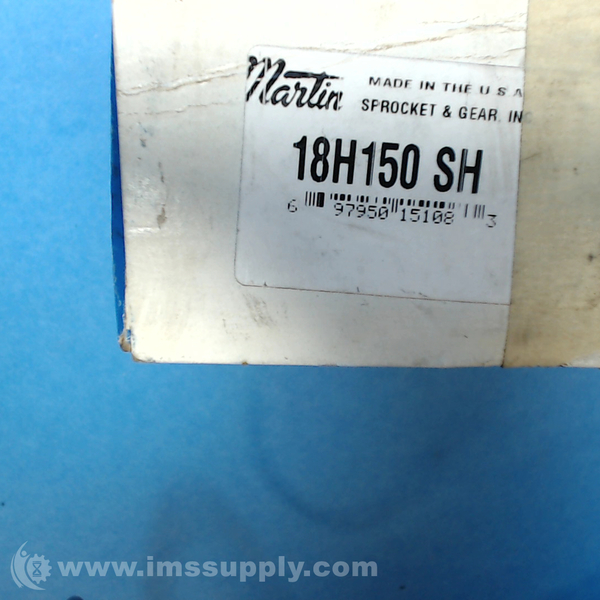 Martin
MADE IN THE U S A
SPROCKET & GEAR, IN
18H150 SH
6 97950 15108 3
www.imssupply.com